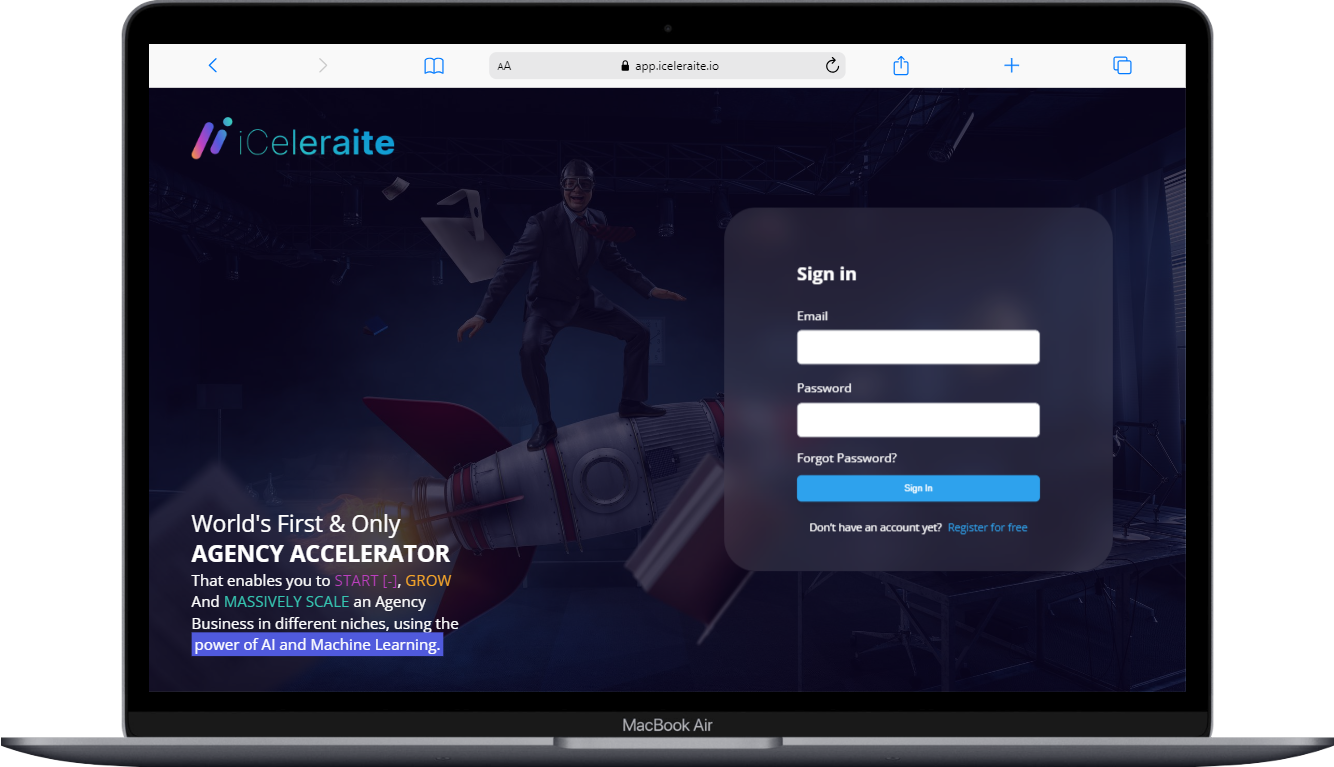 AA app.iceleraite.io
iCeleraite
Sign in
Email
Password
Forgot Password?
Sign In
Don't have an account yet? Register for free
World's First & Only
AGENCY ACCELERATOR
That enables you to START [-], GROW
And MASSIVELY SCALE an Agency
Business in different niches, using the
power of AI and Machine Learning.
MacBook Air